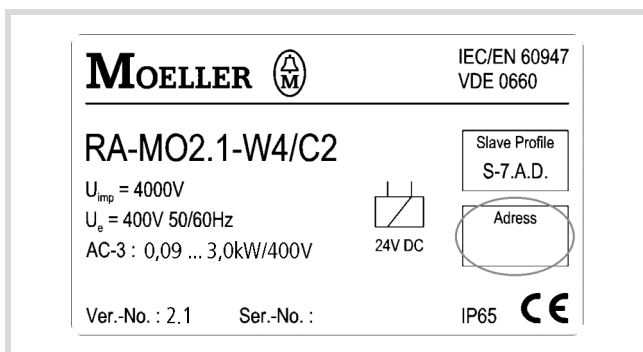 MOELLER
IEC/EN 60947
VDE 0660
RA-MO2.1-W4/C2
Slave Profile
S-7.A.D.
Uimp = 4000V
Ue = 400V 50/60Hz
AC-3 : 0,09 ... 3,0kW/400V
24V DC
Adress
Ver.-No. : 2.1 Ser.-No. :
IP65 CE